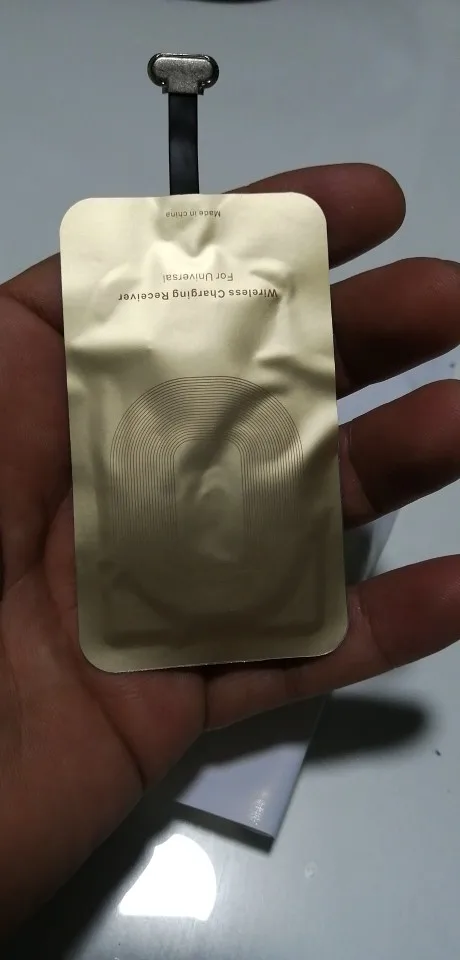 Wireless Charging Receiver
For Universal
Made in china